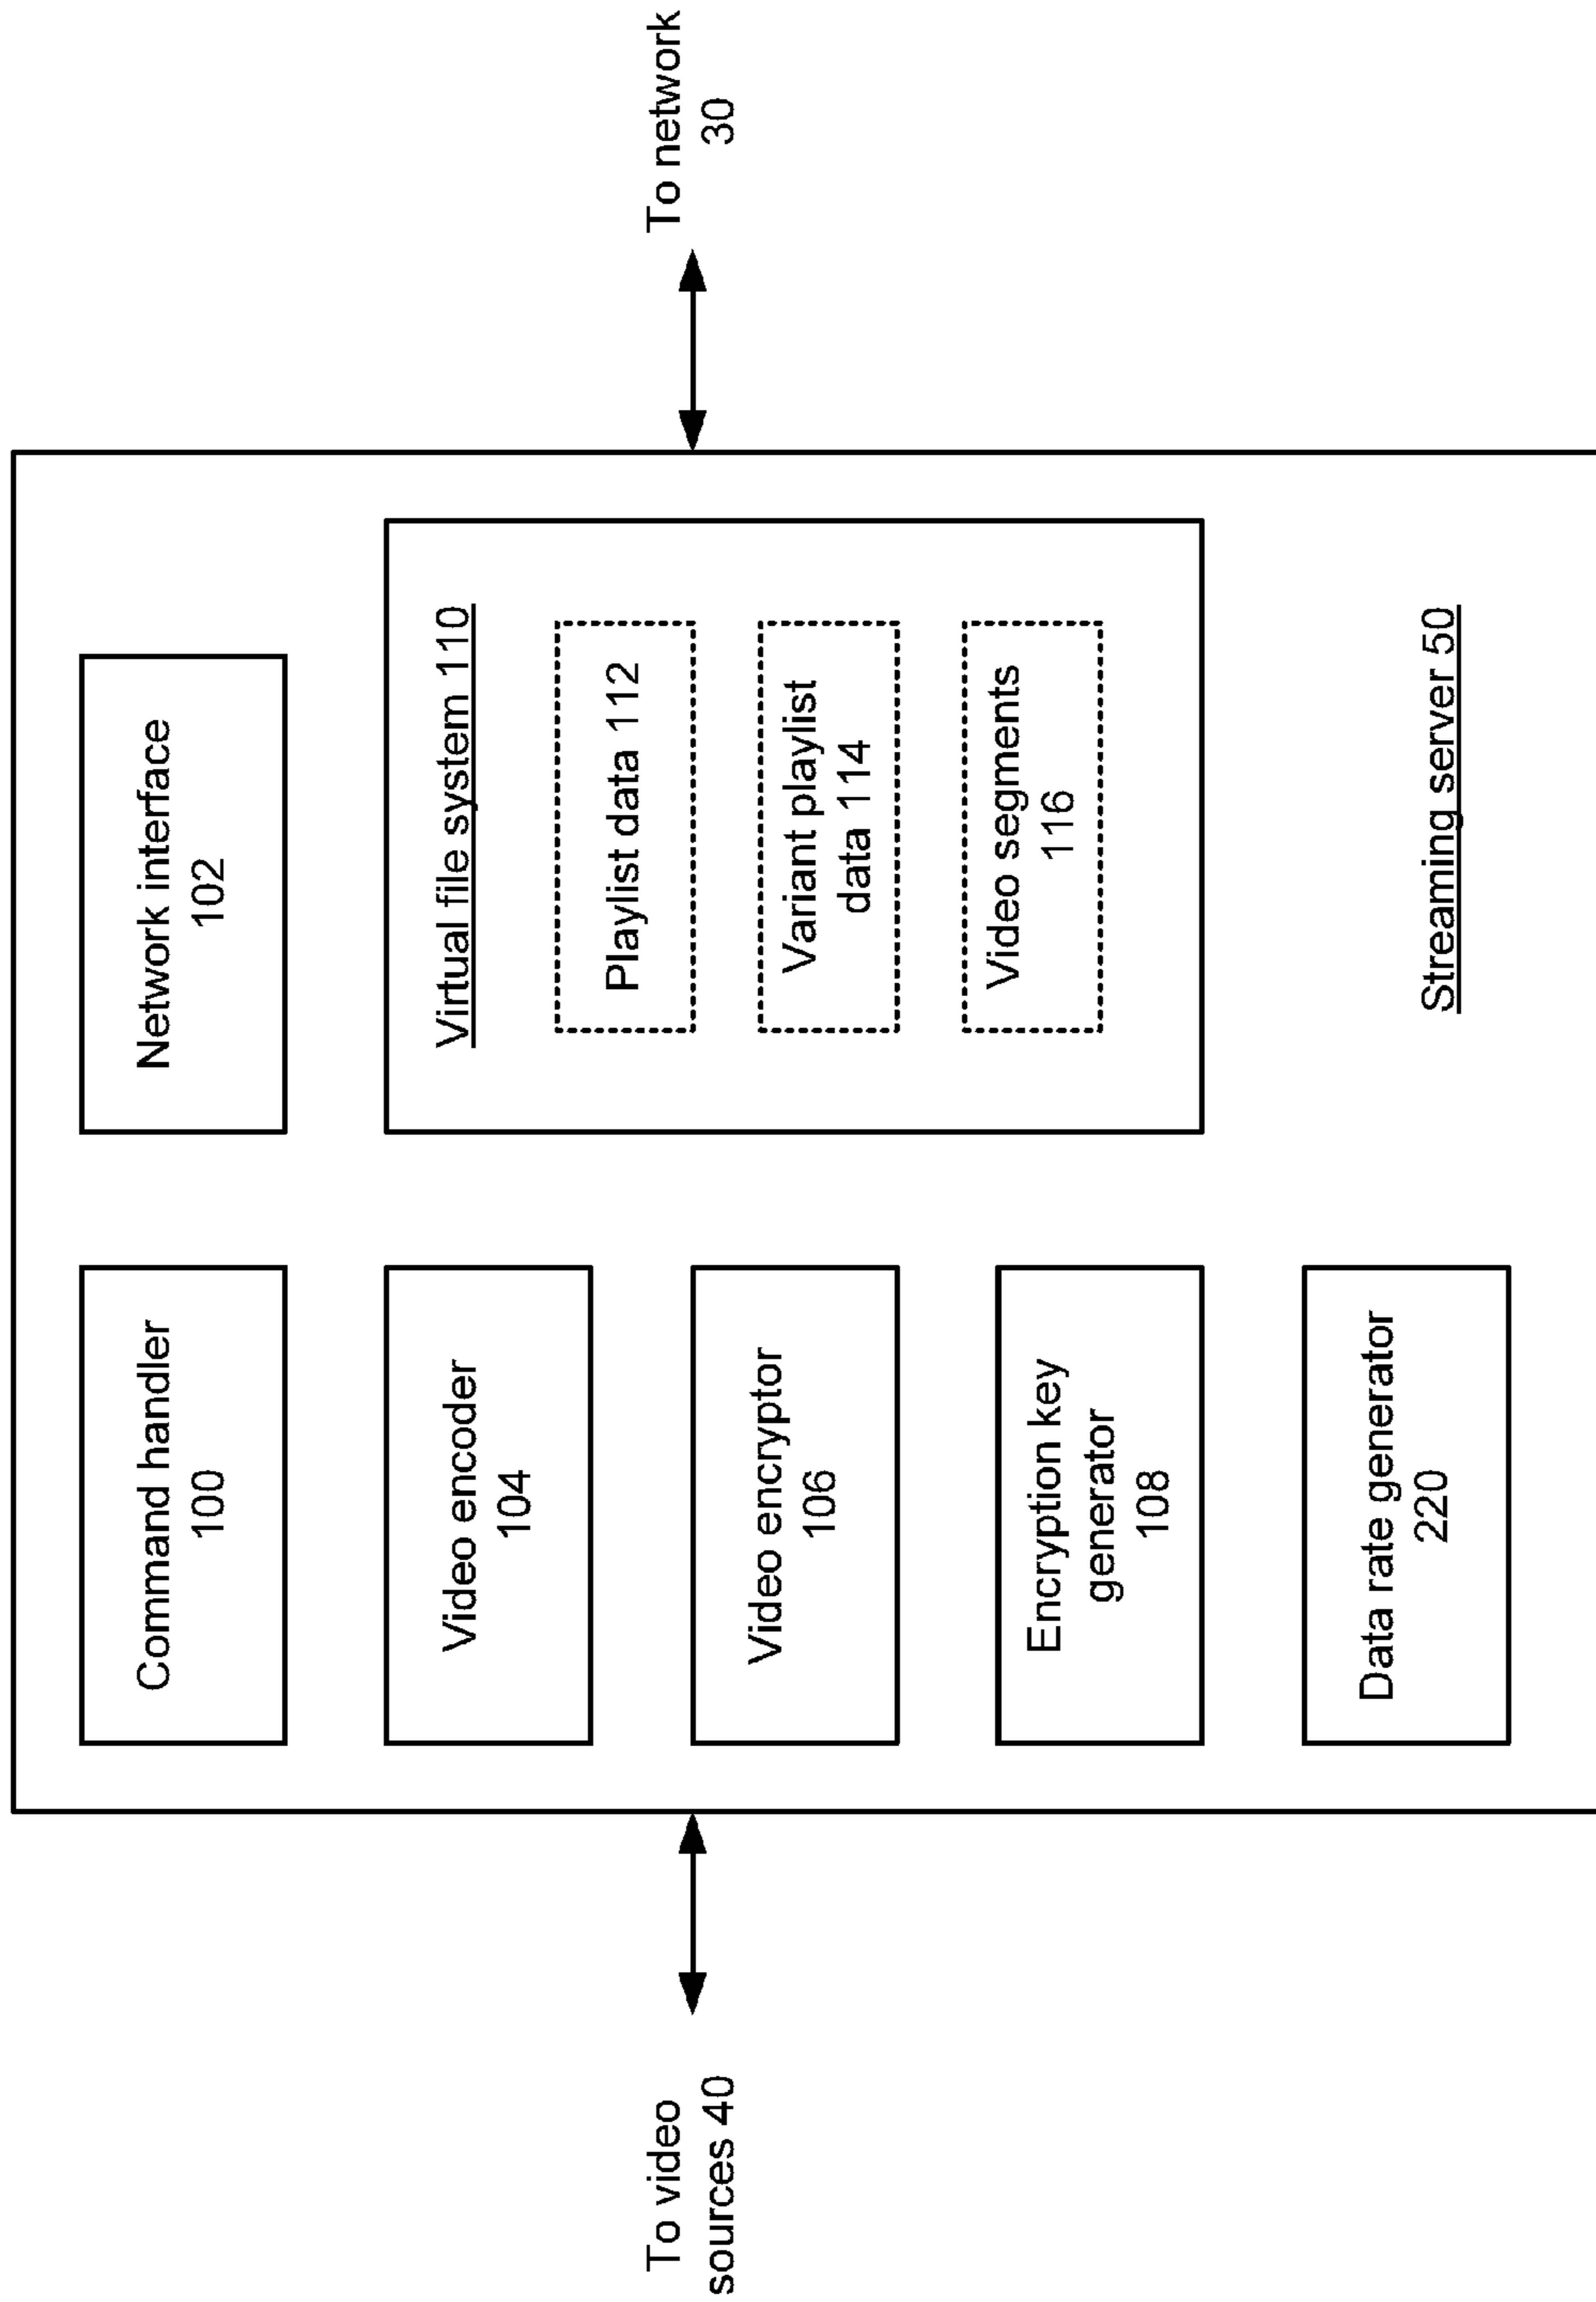 Command handler
100
Network interface
102
Video encoder
104
Virtual file system 110
Playlist data 112
Variant playlist
data 114
Video segments
116
Video encryptor
106
Encryption key
generator
108
Data rate generator
220
Streaming server 50
To video
sources 40
To network
30